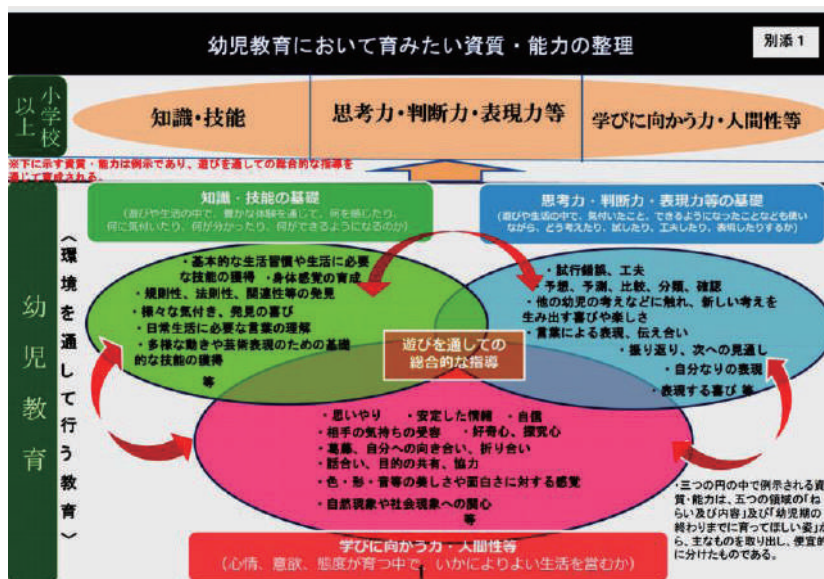 幼児教育において育みたい資質・能力の整理
別添1
小学校
以上
知識・技能
思考力・判断力・表現力等
学びに向かう力・人間性等
※下に示す資質・能力は例示であり、遊びを通しての総合的な指導を
通じて育成される。
幼児教育
〈環境を通して行う教育〉
知識・技能の基礎
(遊びや生活の中で、豊かな体験を通じて、何を感じたり、
何に気付いたり、何が分かったり、何ができるようになるのか)
思考力・判断力・表現力等の基礎
(遊びや生活の中で、気付いたこと、できるようになったことなども使い
ながら、どう考えたり、試したり、工夫したり、表現したりするか)
・基本的な生活習慣や生活に必要
な技能の獲得 ・身体感覚の育成
・規則性、法則性、関連性等の発見
・様々な気付き、発見の喜び
・日常生活に必要な言葉の理解
・多様な動きや芸術表現のための基礎
的な技能の獲得
等
・試行錯誤、工夫
・予想、予測、比較、分類、確認
・他の幼児の考えなどに触れ、新しい考えを
生み出す喜びや楽しさ
・言葉による表現、伝え合い
・振り返り、次への見通し
・自分なりの表現
・表現する喜び 等
遊びを通しての
総合的な指導
・思いやり ・安定した情緒 ・自信
・相手の気持ちの受容 ・好奇心、探究心
・葛藤、自分への向き合い、折り合い
・話合い、目的の共有、協力
・色・形・音等の美しさや面白さに対する感覚
・自然現象や社会現象への関心
等
学びに向かう力・人間性等
(心情、意欲、態度が育つ中で、いかによりよい生活を営むか)
・三つの円の中で例示される資
質・能力は、五つの領域の「ね
らい及び内容」及び「幼児期の
終わりまでに育ってほしい姿」か
ら、主なものを取り出し、便宜的
に分けたものである。